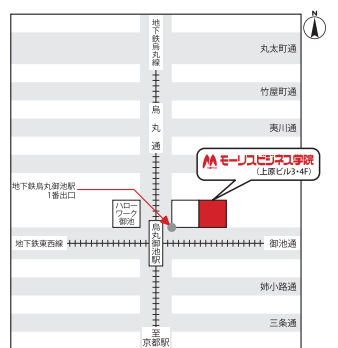 N
地下鉄烏丸線
丸太町通
竹屋町通
烏丸通
夷川通
モーリスビジネス学院
(上原ビル3・4F)
地下鉄烏丸御池駅
1番出口
ハロー
ワーク
御池
烏丸御池駅
地下鉄東西線
御池通
姉小路通
三条通
至
京都駅